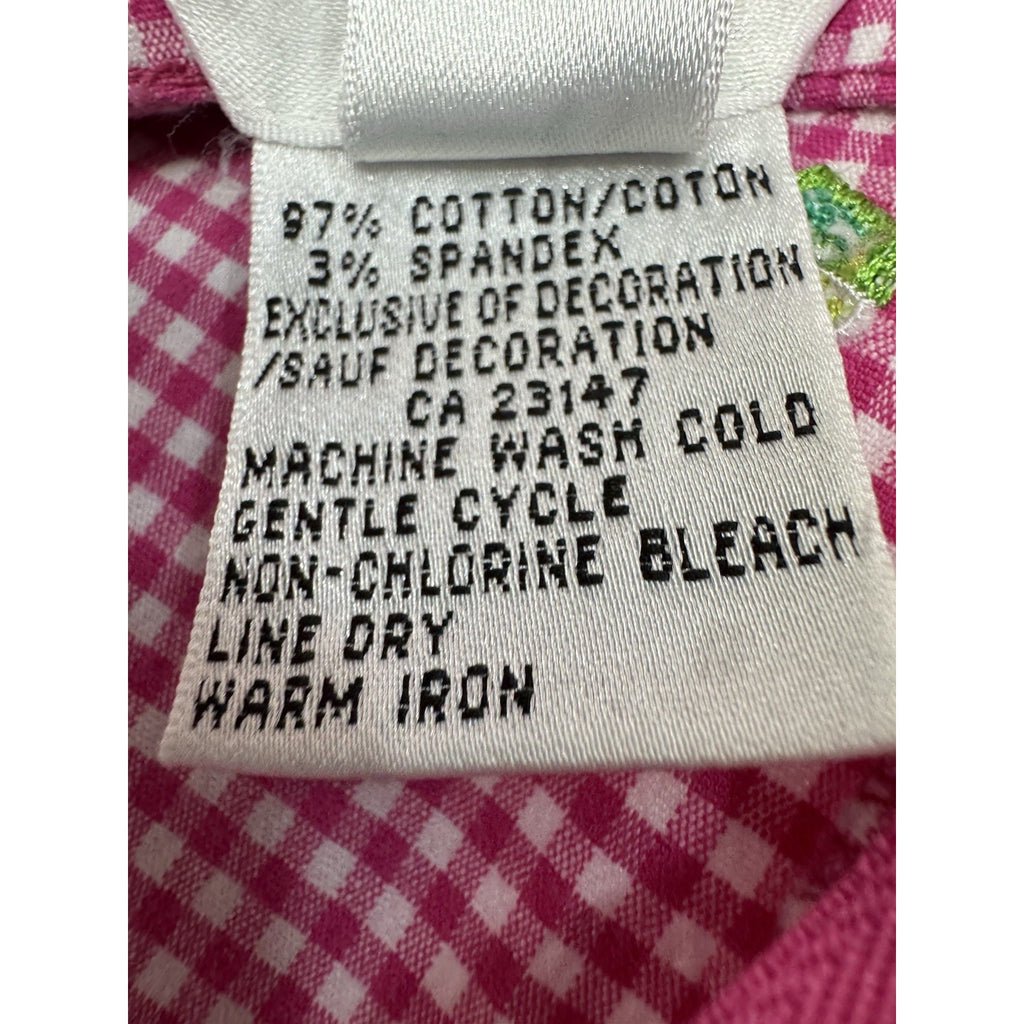 97% COTTON/COTON
3% SPANDEX
EXCLUSIVE OF DECORATION
/SAUF DECORATION
CA 23147
MACHINE WASH COLD
GENTLE CYCLE
NON-CHLORINE BLEACH
LINE DRY
WARM IRON